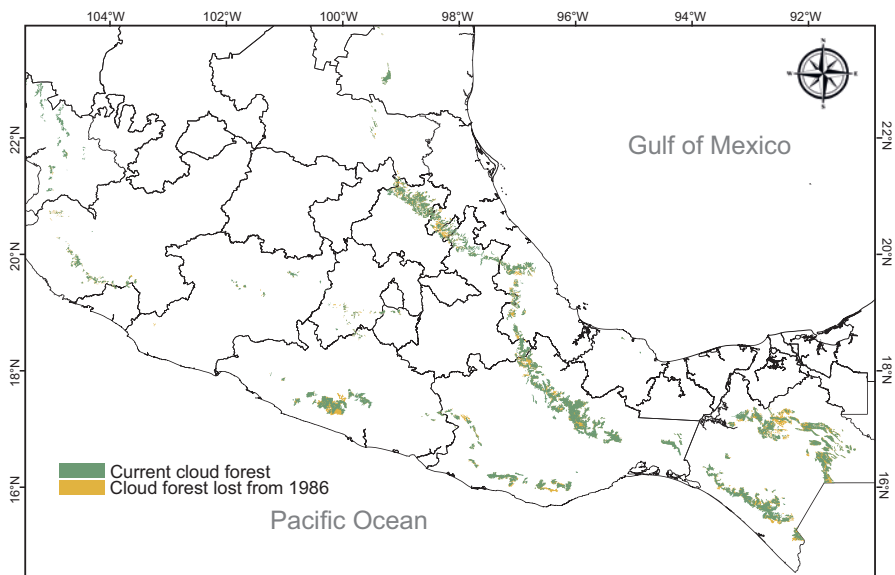 104°W 102°W 100°W 98°W 96°W 94°W 92°W
N
W E
S
22°N 22°N
Gulf of Mexico
20°N 20°N
18°N 18°N
Current cloud forest
16°N 16°N
Cloud forest lost from 1986
Pacific Ocean